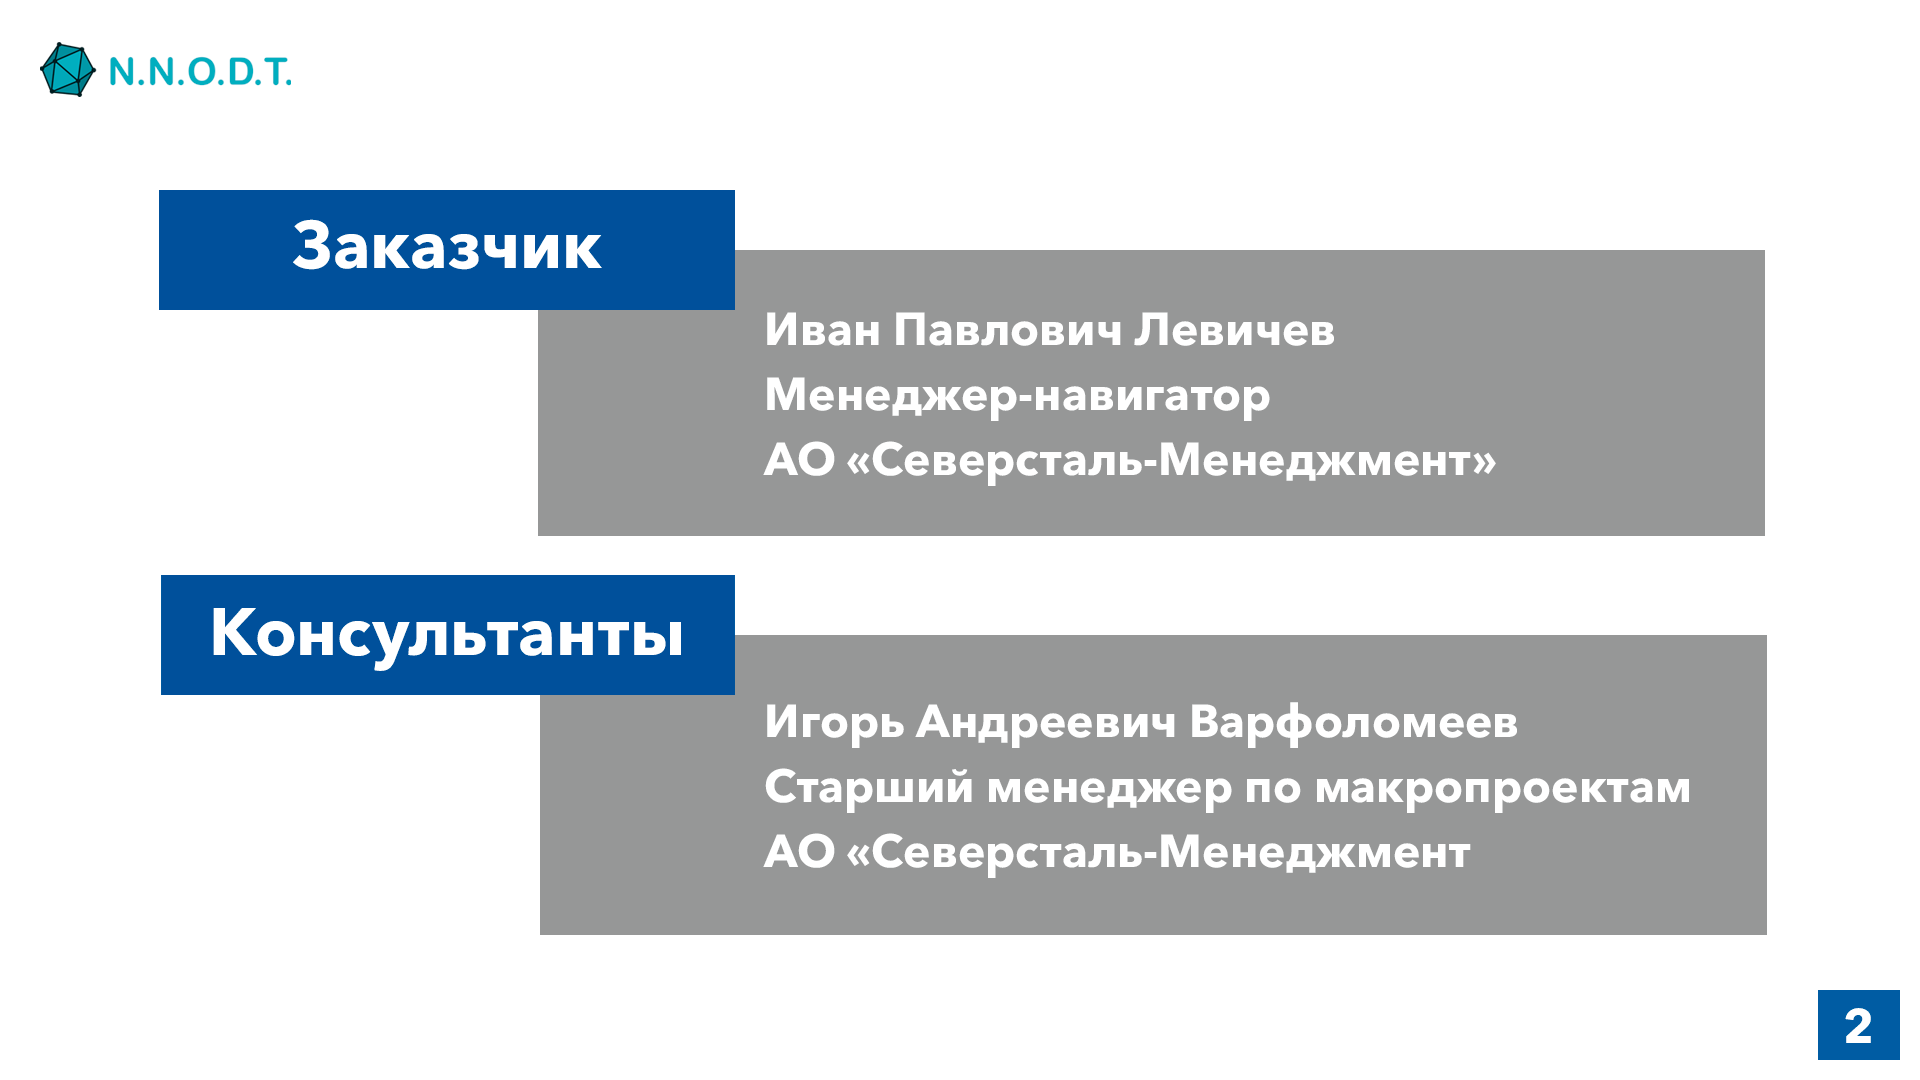 N.N.O.D.T.
Заказчик
Иван Павлович Левичев
Менеджер-навигатор
АО «Северсталь-Менеджмент»
Консультанты
Игорь Андреевич Варфоломеев
Старший менеджер по макропроектам
АО «Северсталь-Менеджмент
2